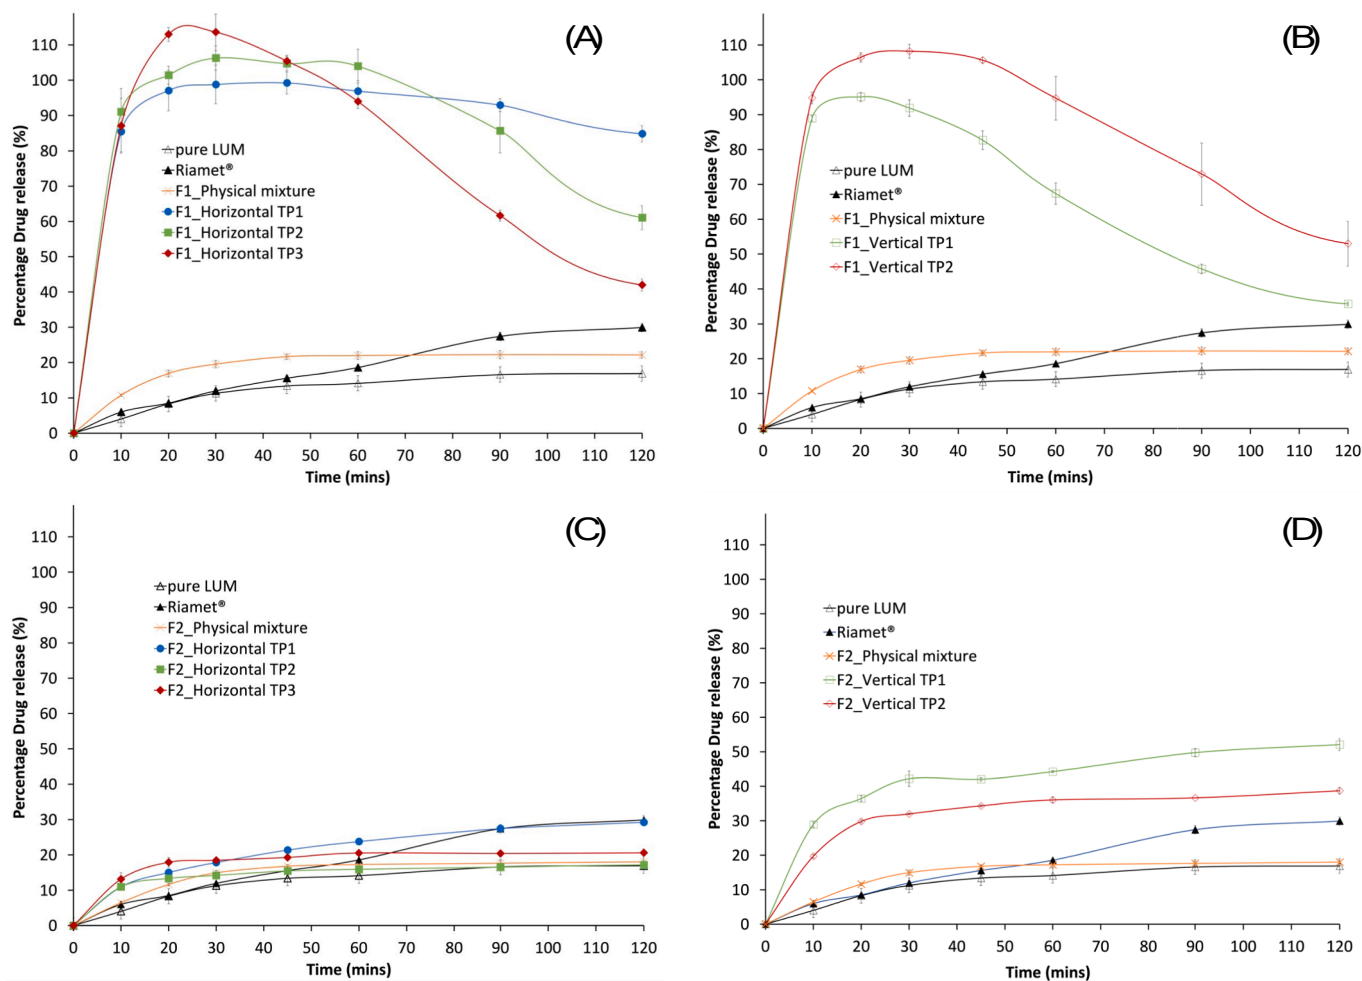 (A)
Percentage Drug release (%)
110
100
90
80
70
60
50
40
30
20
10
0
pure LUM
Riamet®
F1_Physical mixture
F1_Horizontal TP1
F1_Horizontal TP2
F1_Horizontal TP3
0 10 20 30 40 50 60 70 80 90 100 110 120
Time (mins)
(B)
Percentage Drug release (%)
110
100
90
80
70
60
50
40
30
20
10
0
pure LUM
Riamet®
F1_Physical mixture
F1_Vertical TP1
F1_Vertical TP2
0 10 20 30 40 50 60 70 80 90 100 110 120
Time (mins)
(C)
Percentage Drug release (%)
110
100
90
80
70
60
50
40
30
20
10
0
pure LUM
Riamet®
F2_Physical mixture
F2_Horizontal TP1
F2_Horizontal TP2
F2_Horizontal TP3
0 10 20 30 40 50 60 70 80 90 100 110 120
Time (mins)
(D)
Percentage Drug release (%)
110
100
90
80
70
60
50
40
30
20
10
0
pure LUM
Riamet®
F2_Physical mixture
F2_Vertical TP1
F2_Vertical TP2
0 10 20 30 40 50 60 70 80 90 100 110 120
Time (mins)